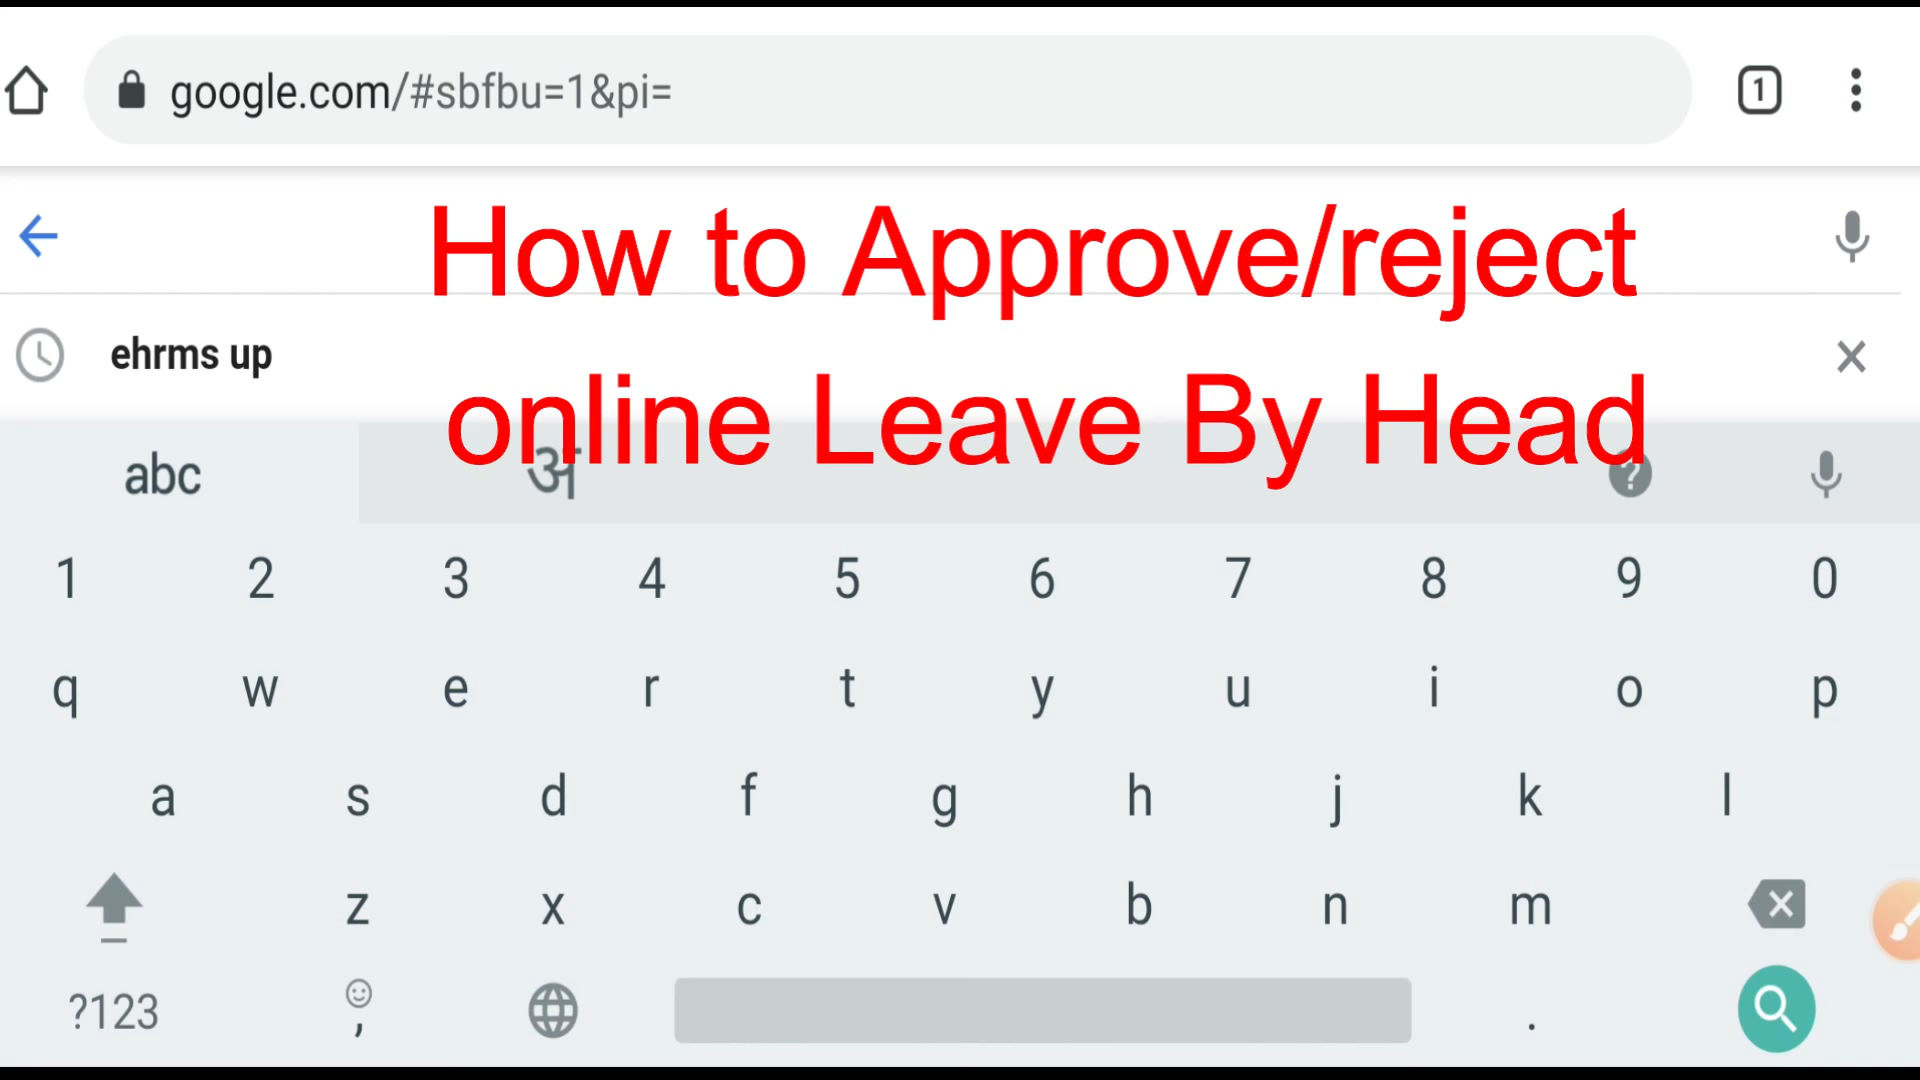 google.com/#sbfbu=1&pi=
1
How to Approve/reject
ehrms up
online Leave By Head
abc
अ
?
1 2 3 4 5 6 7 8 9 0
q w e r t y u i o p
a s d f g h j k l
z x c v b n m
?123
, .